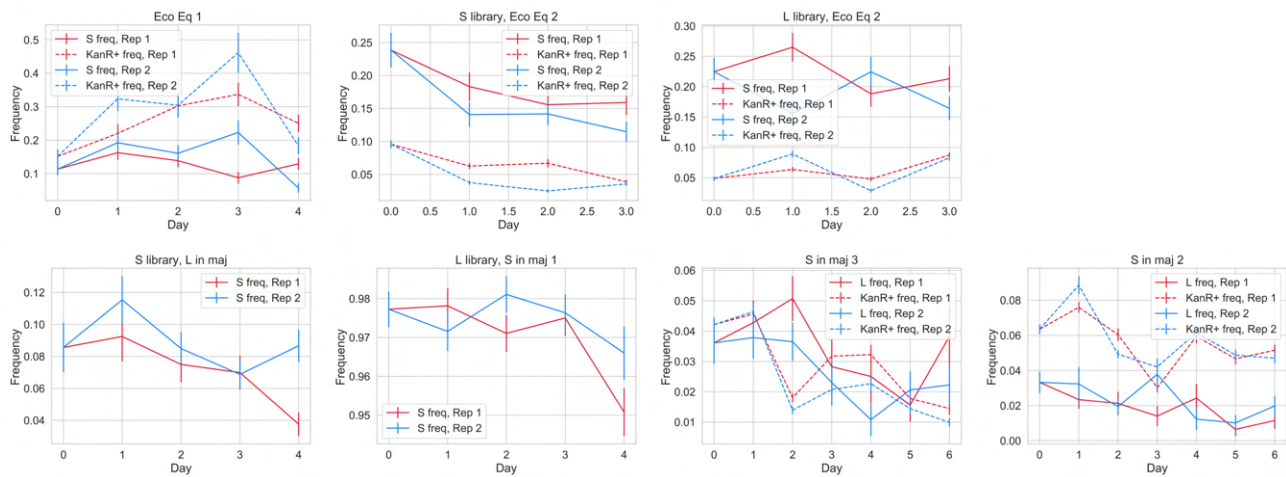 Eco Eq 1
0.5
0.4
0.3
0.2
0.1
Frequency
S freq, Rep 1
KanR+ freq, Rep 1
S freq, Rep 2
KanR+ freq, Rep 2
0 1 2 3 4
Day
S library, Eco Eq 2
0.25
0.20
0.15
0.10
0.05
Frequency
S freq, Rep 1
KanR+ freq, Rep 1
S freq, Rep 2
KanR+ freq, Rep 2
0.0 0.5 1.0 1.5 2.0 2.5 3.0
Day
L library, Eco Eq 2
0.30
0.25
0.20
0.15
0.10
0.05
Frequency
S freq, Rep 1
KanR+ freq, Rep 1
S freq, Rep 2
KanR+ freq, Rep 2
0.0 0.5 1.0 1.5 2.0 2.5 3.0
Day
S library, L in maj
0.12
0.10
0.08
0.06
0.04
Frequency
S freq, Rep 1
S freq, Rep 2
0 1 2 3 4
Day
L library, S in maj 1
0.98
0.97
0.96
0.95
Frequency
S freq, Rep 1
S freq, Rep 2
0 1 2 3 4
Day
S in maj 3
0.06
0.05
0.04
0.03
0.02
0.01
Frequency
L freq, Rep 1
KanR+ freq, Rep 1
L freq, Rep 2
KanR+ freq, Rep 2
0 1 2 3 4 5 6
Day
S in maj 2
0.08
0.06
0.04
0.02
0.00
Frequency
L freq, Rep 1
KanR+ freq, Rep 1
L freq, Rep 2
KanR+ freq, Rep 2
0 1 2 3 4 5 6
Day